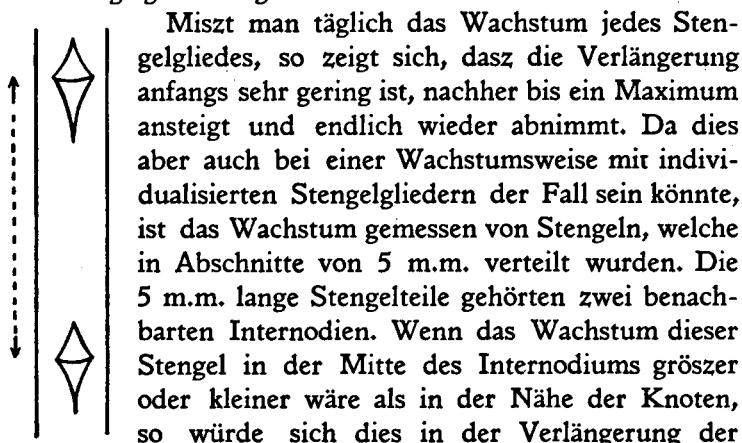 Miszt man täglich das Wachstum jedes Sten-
gelgliedes, so zeigt sich, dasz die Verlängerung
anfangs sehr gering ist, nachher bis ein Maximum
ansteigt und endlich wieder abnimmt. Da dies
aber auch bei einer Wachstumsweise mit indivi-
dualisierten Stengelgliedern der Fall sein könnte,
ist das Wachstum gemessen von Stengeln, welche
in Abschnitte von 5 m.m. verteilt wurden. Die
5 m.m. lange Stengelteile gehörten zwei benach-
barten Internodien. Wenn das Wachstum dieser
Stengel in der Mitte des Internodiums gröszer
oder kleiner wäre als in der Nähe der Knoten,
so würde sich dies in der Verlängerung der